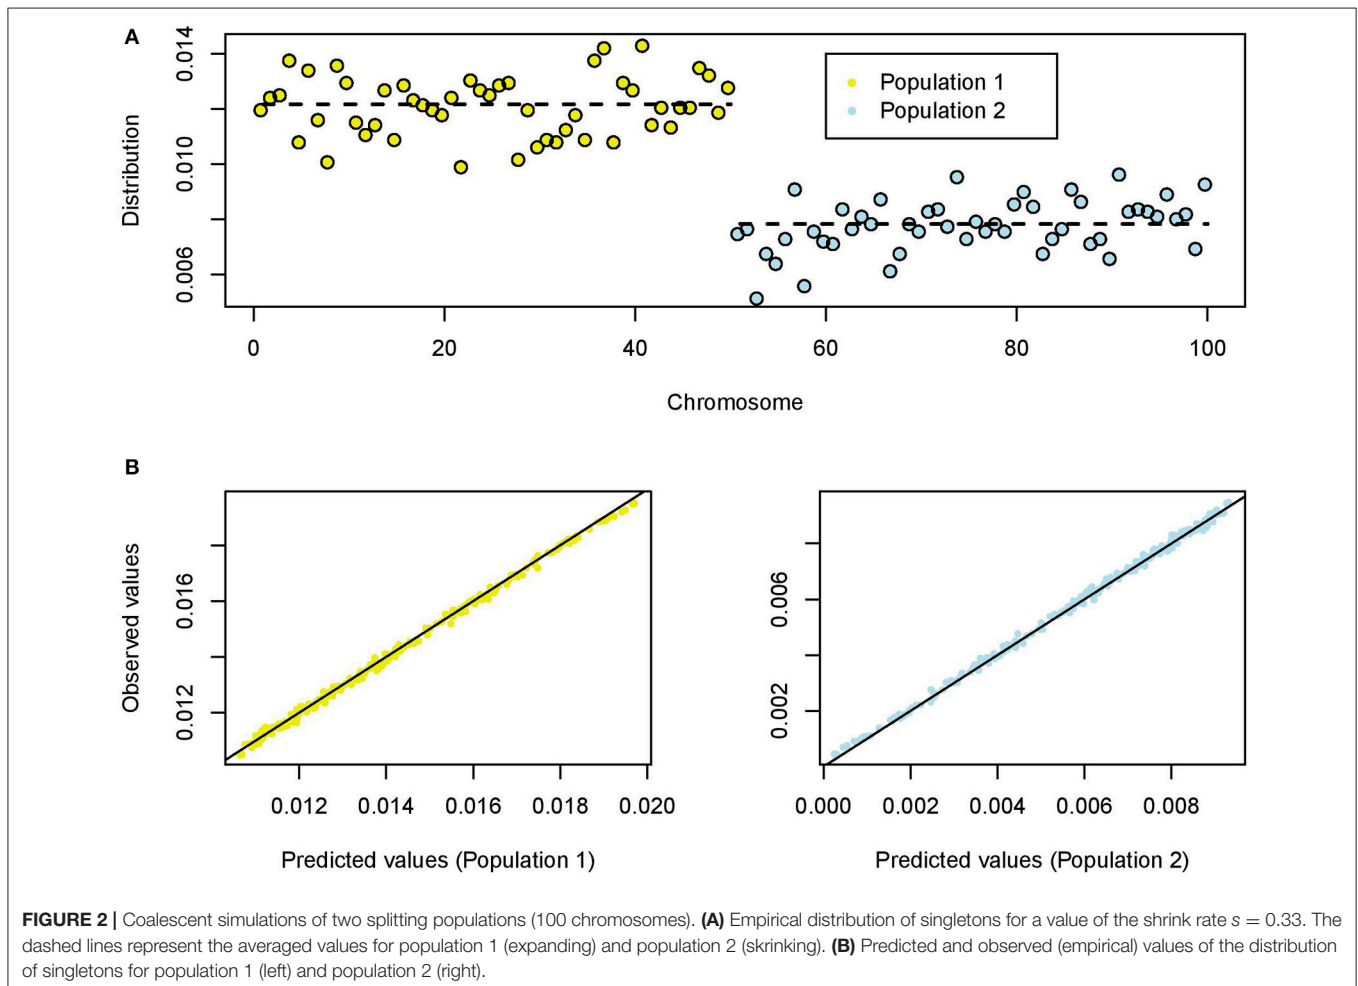 A
0.014
0.010
0.006
Distribution
Population 1
Population 2
0
20
40
60
80
100
Chromosome
B
Observed values
0.016
0.012
0.012
0.014
0.016
0.018
0.020
Predicted values (Population 1)
0.006
0.002
0.000
0.002
0.004
0.006
0.008
Predicted values (Population 2)
FIGURE 2 | Coalescent simulations of two splitting populations (100 chromosomes). (A) Empirical distribution of singletons for a value of the shrink rate s = 0.33. The
dashed lines represent the averaged values for population 1 (expanding) and population 2 (skrinking). (B) Predicted and observed (empirical) values of the distribution
of singletons for population 1 (left) and population 2 (right).